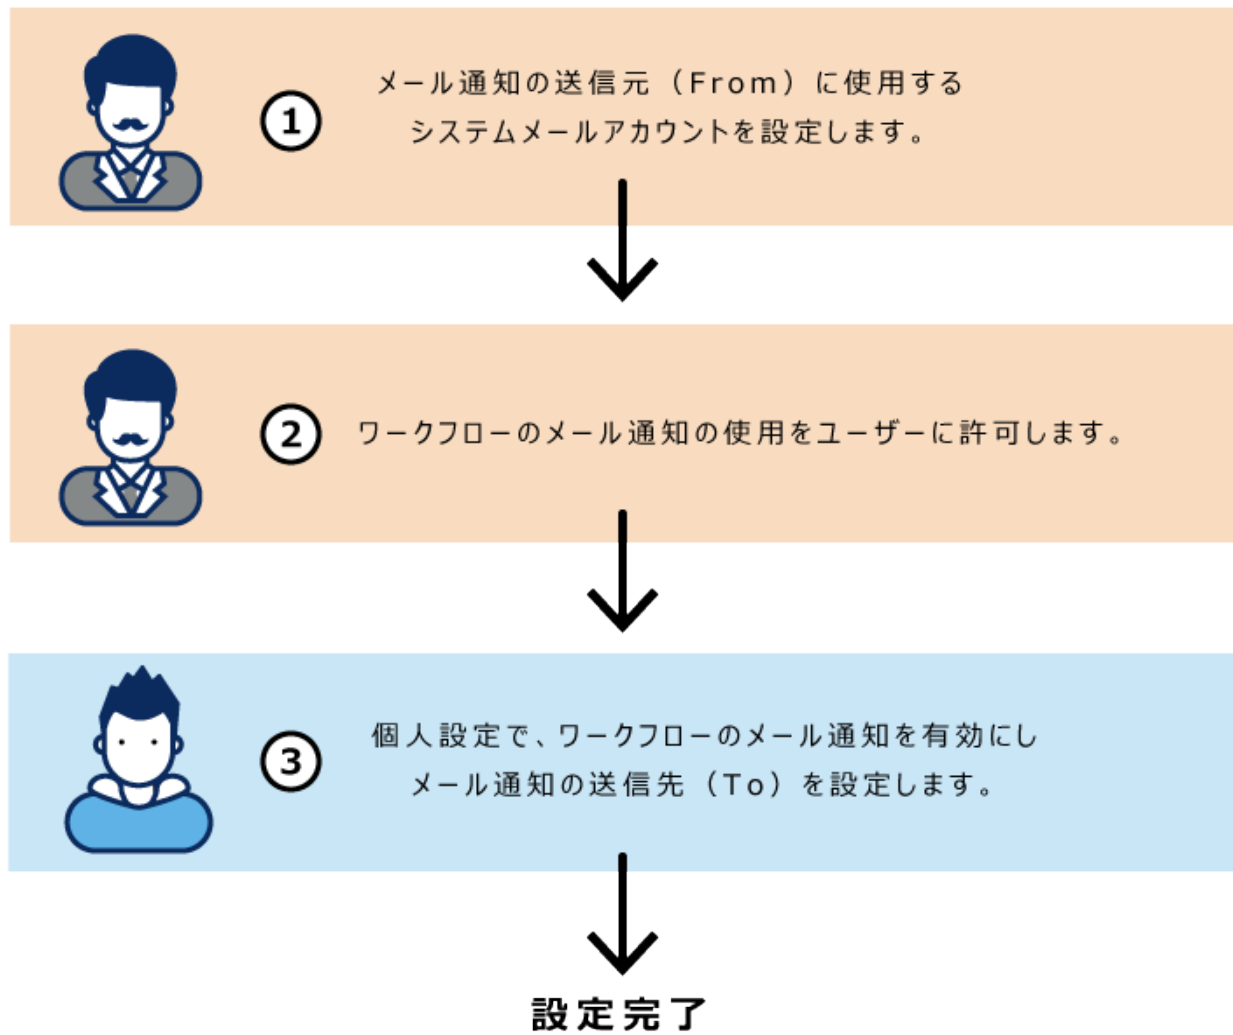 ①
メール通知の送信元（From）に使用する
システムメールアカウントを設定します。
②
ワークフローのメール通知の使用をユーザーに許可します。
③
個人設定で、ワークフローのメール通知を有効にし
メール通知の送信先（To）を設定します。
設定完了